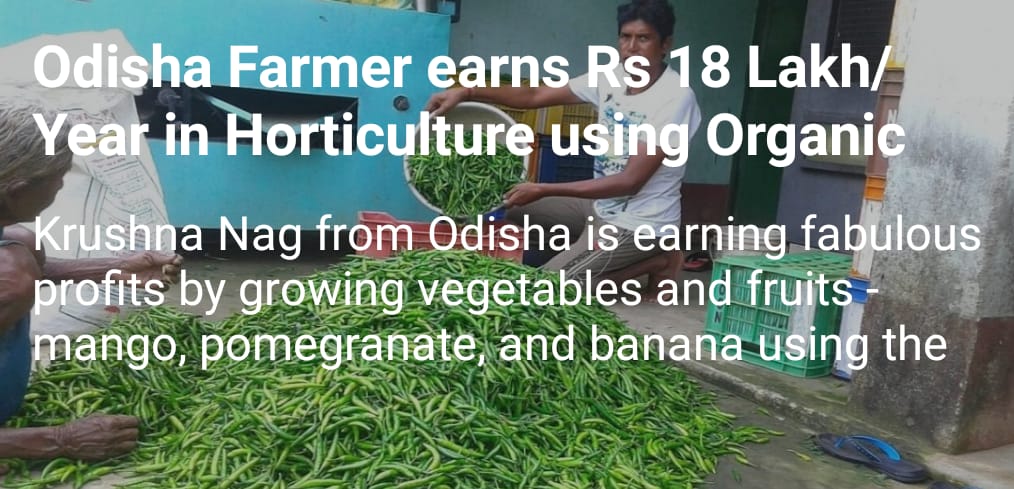 Odisha Farmer earns Rs 18 Lakh/
Year in Horticulture using Organic
Krushna Nag from Odisha is earning fabulous
profits by growing vegetables and fruits -
mango, pomegranate, and banana using the